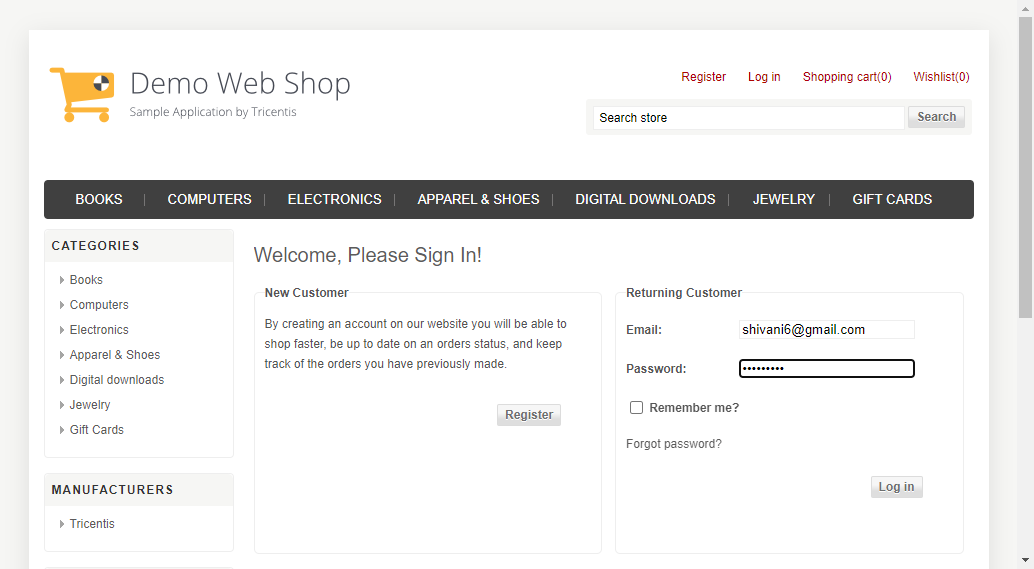 Demo Web Shop
Sample Application by Tricentis
Register Log in Shopping cart(0) Wishlist(0)
Search store Search
BOOKS COMPUTERS ELECTRONICS APPAREL & SHOES DIGITAL DOWNLOADS JEWELRY GIFT CARDS
CATEGORIES
Books
Computers
Electronics
Apparel & Shoes
Digital downloads
Jewelry
Gift Cards
MANUFACTURERS
Tricentis
Welcome, Please Sign In!
New Customer
By creating an account on our website you will be able to
shop faster, be up to date on an orders status, and keep
track of the orders you have previously made.
Register
Returning Customer
Email: shivani6@gmail.com
Password: •••••••••
Remember me?
Forgot password?
Log in